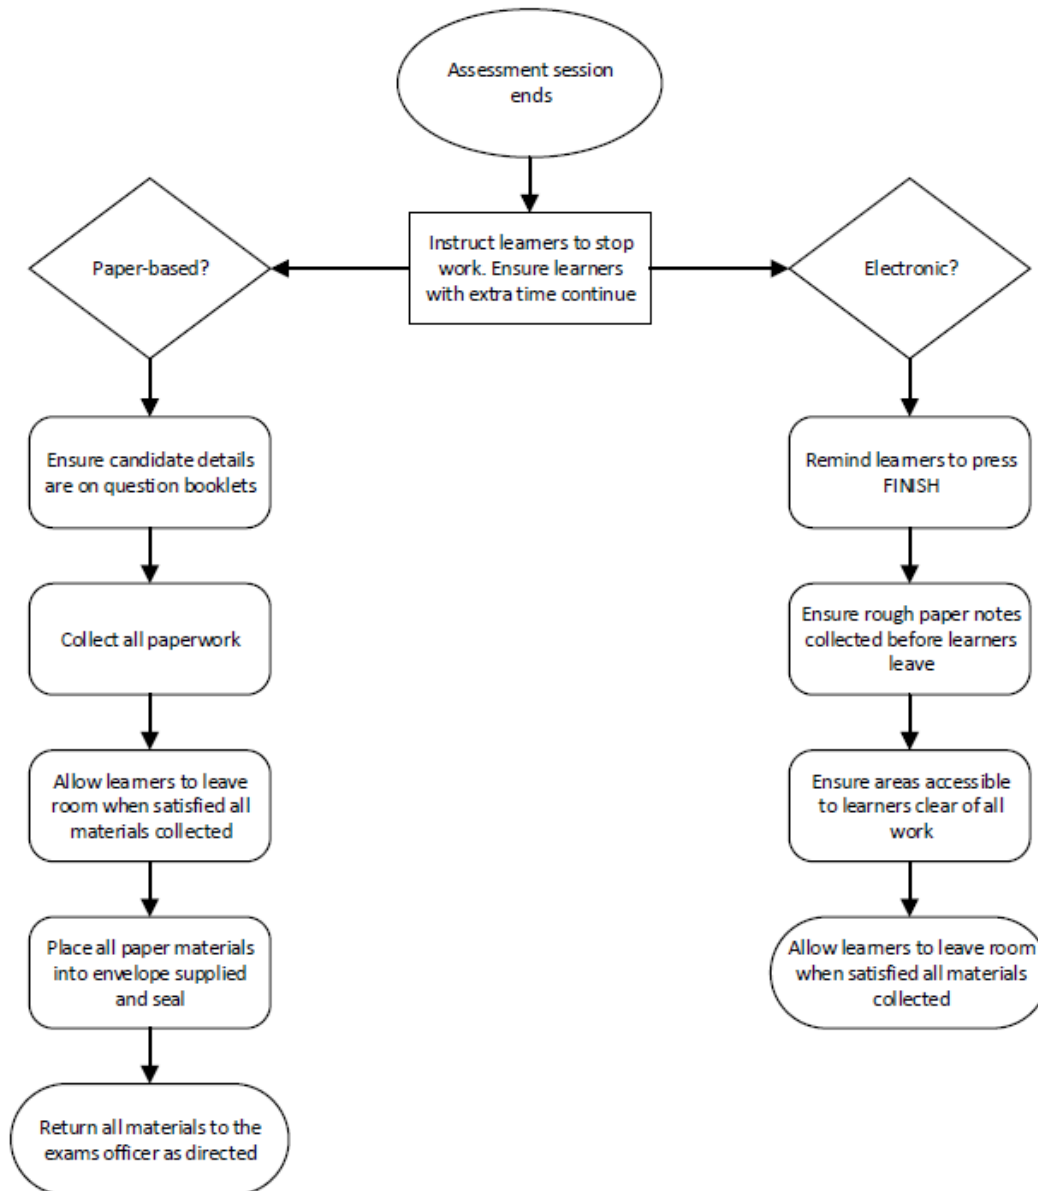 Assessment session
ends
Instruct learners to stop
work. Ensure learners
with extra time continue
Paper-based?
Electronic?
Ensure candidate details
are on question booklets
Remind learners to press
FINISH
Collect all paperwork
Ensure rough paper notes
collected before learners
leave
Allow learners to leave
room when satisfied all
materials collected
Ensure areas accessible
to learners clear of all
work
Place all paper materials
into envelope supplied
and seal
Allow learners to leave room
when satisfied all materials
collected
Return all materials to the
exams officer as directed